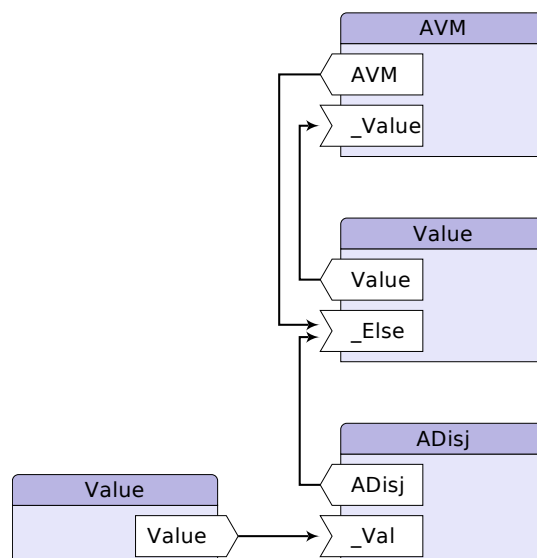 AVM
AVM
_Value
Value
Value
_Else
ADisj
ADisj
_Val
Value
Value